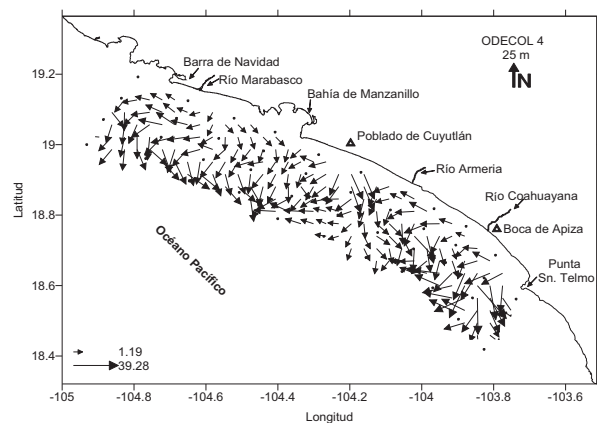 ODECOL 4
25 m
N
Barra de Navidad
Río Marabasco
Bahía de Manzanillo
Poblado de Cuyutlán
Río Armeria
Río Coahuayana
Boca de Apiza
Punta
Sn. Telmo
Océano Pacífico
1.19
39.28
Latitud
19.2
19
18.8
18.6
18.4
-105
-104.8
-104.6
-104.4
-104.2
-104
-103.8
-103.6
Longitud